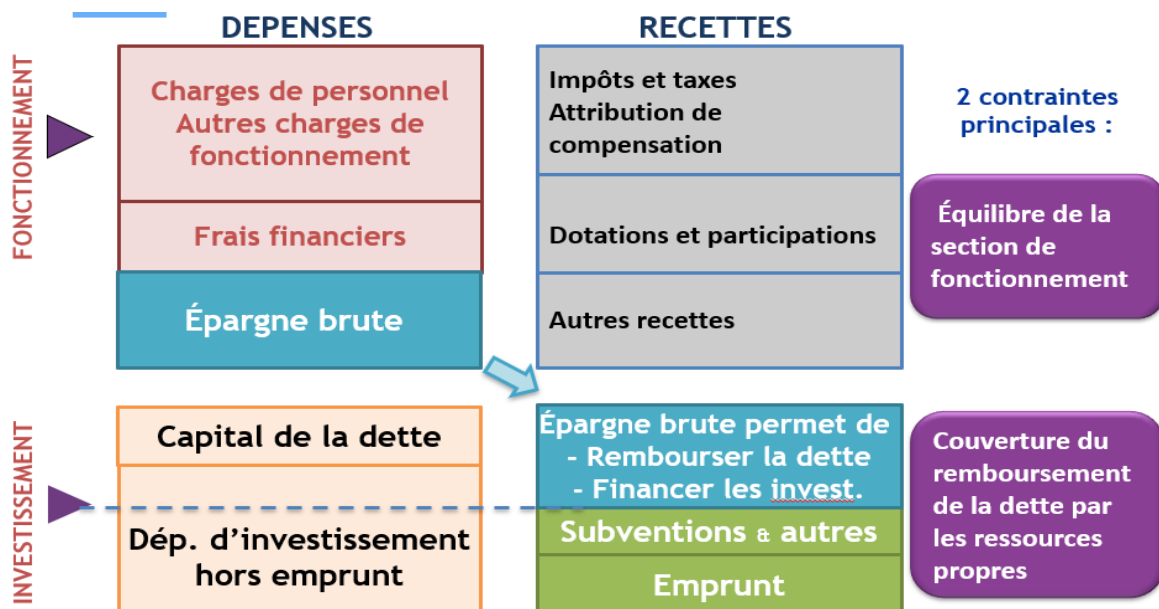 DEPENSES
RECETTES
FONCTIONNEMENT
Charges de personnel
Autres charges de
fonctionnement
Frais financiers
Épargne brute
Impôts et taxes
Attribution de
compensation
Dotations et participations
Autres recettes
2 contraintes
principales :
Équilibre de la
section de
fonctionnement
INVESTISSEMENT
Capital de la dette
Dép. d'investissement
hors emprunt
Épargne brute permet de
- Rembourser la dette
- Financer les invest.
Subventions & autres
Emprunt
Couverture du
remboursement
de la dette par
les ressources
propres